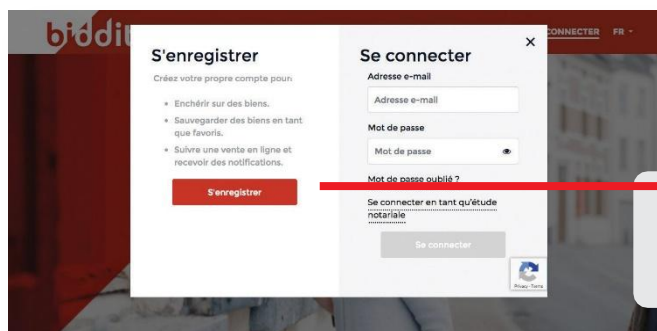 biddit
CONNECTER FR
S'enregistrer
Créez votre propre compte pour:
• Enchérir sur des biens.
• Sauvegarder des biens en tant
que favoris.
• Suivre une vente en ligne et
recevoir des notifications.
S'enregistrer
Se connecter
Adresse e-mail
Adresse e-mail
Mot de passe
Mot de passe
Mot de passe oublié ?
Se connecter en tant qu'étude
notariale
Se connecter
Privacy - Terms